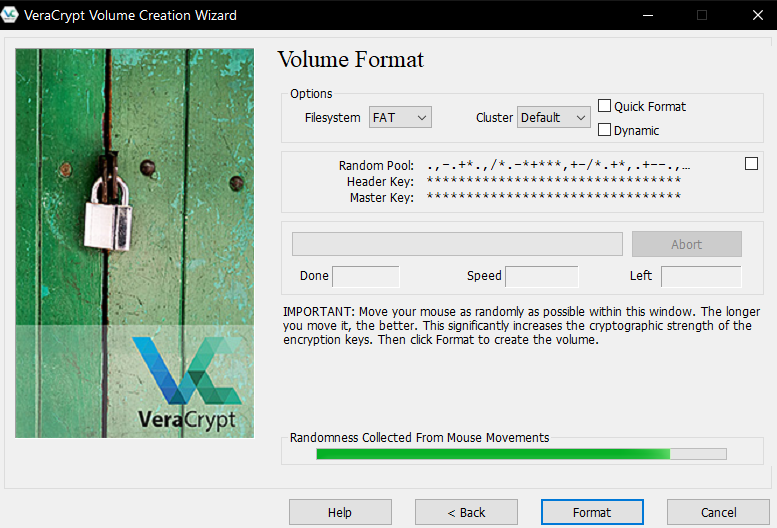 VeraCrypt Volume Creation Wizard
Volume Format
Options
Filesystem FAT Cluster Default Quick Format
Dynamic
Random Pool: .,-.+*.,/*.-*+***,+-/*.++*,.+--.,...
Header Key: ********************************
Master Key: ********************************
Abort
Done Speed Left
IMPORTANT: Move your mouse as randomly as possible within this window. The longer
you move it, the better. This significantly increases the cryptographic strength of the
encryption keys. Then click Format to create the volume.
VeraCrypt
Randomness Collected From Mouse Movements
Help < Back Format Cancel